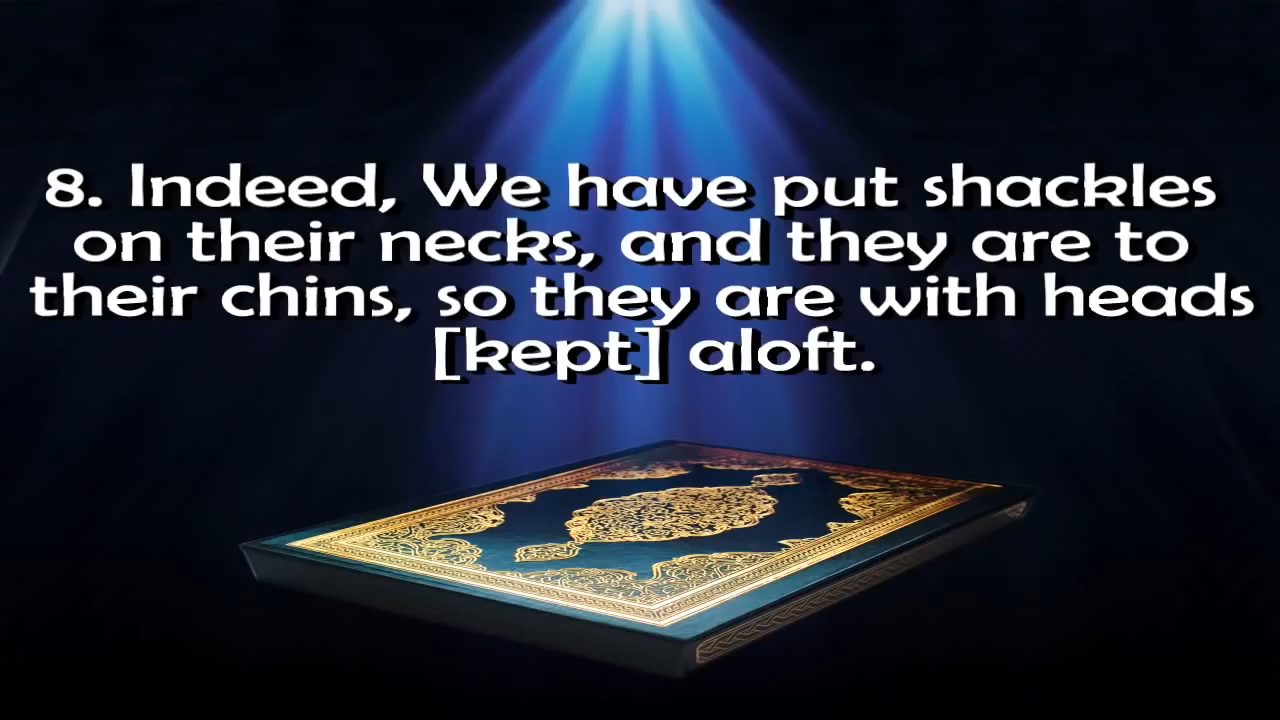 8. Indeed, We have put shackles
on their necks, and they are to
their chins, so they are with heads
[kept] aloft.